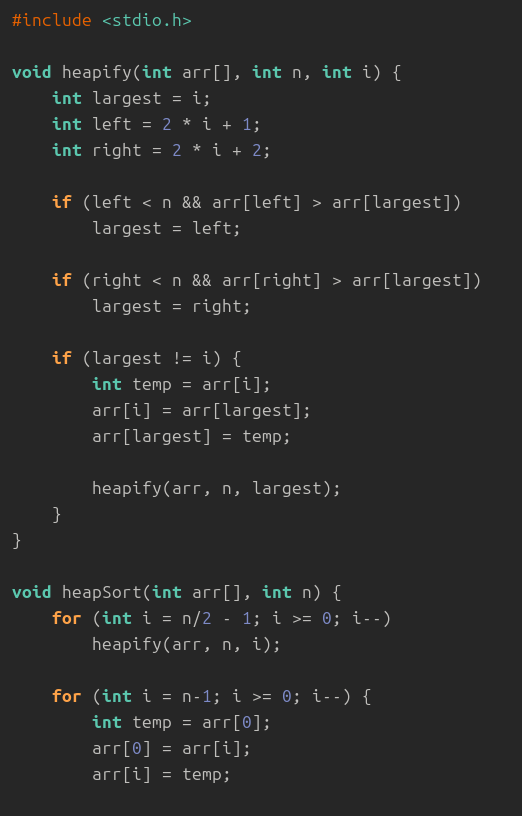 #include <stdio.h>

void heapify(int arr[], int n, int i) {
    int largest = i;
    int left = 2 * i + 1;
    int right = 2 * i + 2;

    if (left < n && arr[left] > arr[largest])
        largest = left;

    if (right < n && arr[right] > arr[largest])
        largest = right;

    if (largest != i) {
        int temp = arr[i];
        arr[i] = arr[largest];
        arr[largest] = temp;

        heapify(arr, n, largest);
    }
}

void heapSort(int arr[], int n) {
    for (int i = n/2 - 1; i >= 0; i--)
        heapify(arr, n, i);

    for (int i = n-1; i >= 0; i--) {
        int temp = arr[0];
        arr[0] = arr[i];
        arr[i] = temp;